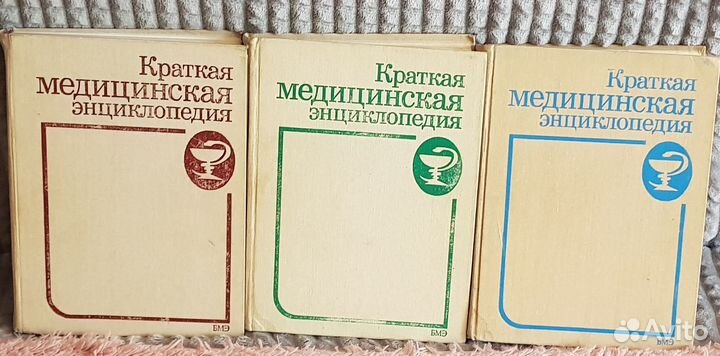 Краткая
медицинская
энциклопедия
БМЭ
Краткая
медицинская
энциклопедия
БМЭ
Краткая
медицинская
энциклопедия
БМЭ
Avito